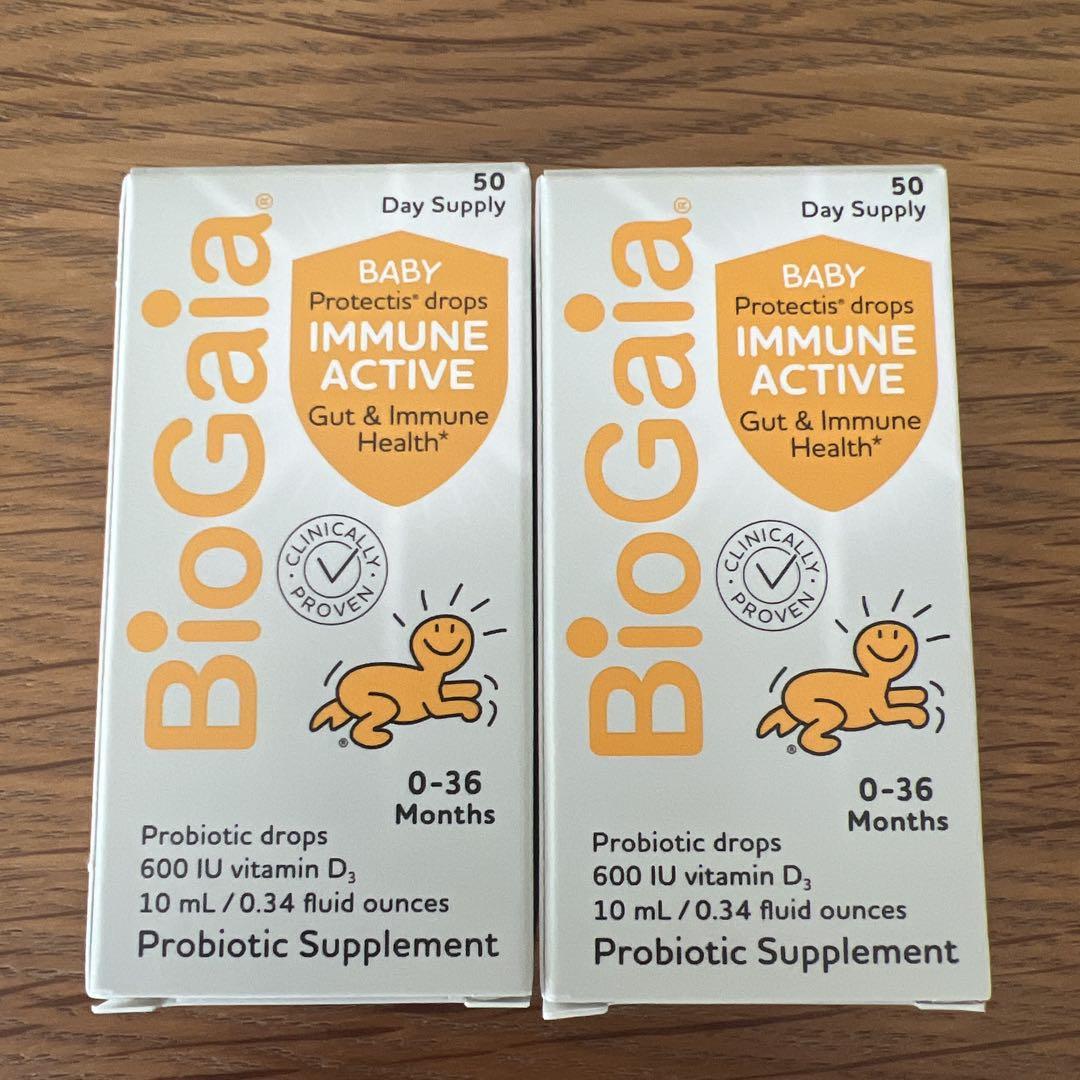 50
Day Supply
BioGaia®
BABY
Protectis® drops
IMMUNE
ACTIVE
Gut & Immune
Health*
CLINICALLY
PROVEN
®
0-36
Months
Probiotic drops
600 IU vitamin D₃
10 mL / 0.34 fluid ounces
Probiotic Supplement
50
Day Supply
BioGaia®
BABY
Protectis® drops
IMMUNE
ACTIVE
Gut & Immune
Health*
CLINICALLY
PROVEN
®
0-36
Months
Probiotic drops
600 IU vitamin D₃
10 mL / 0.34 fluid ounces
Probiotic Supplement